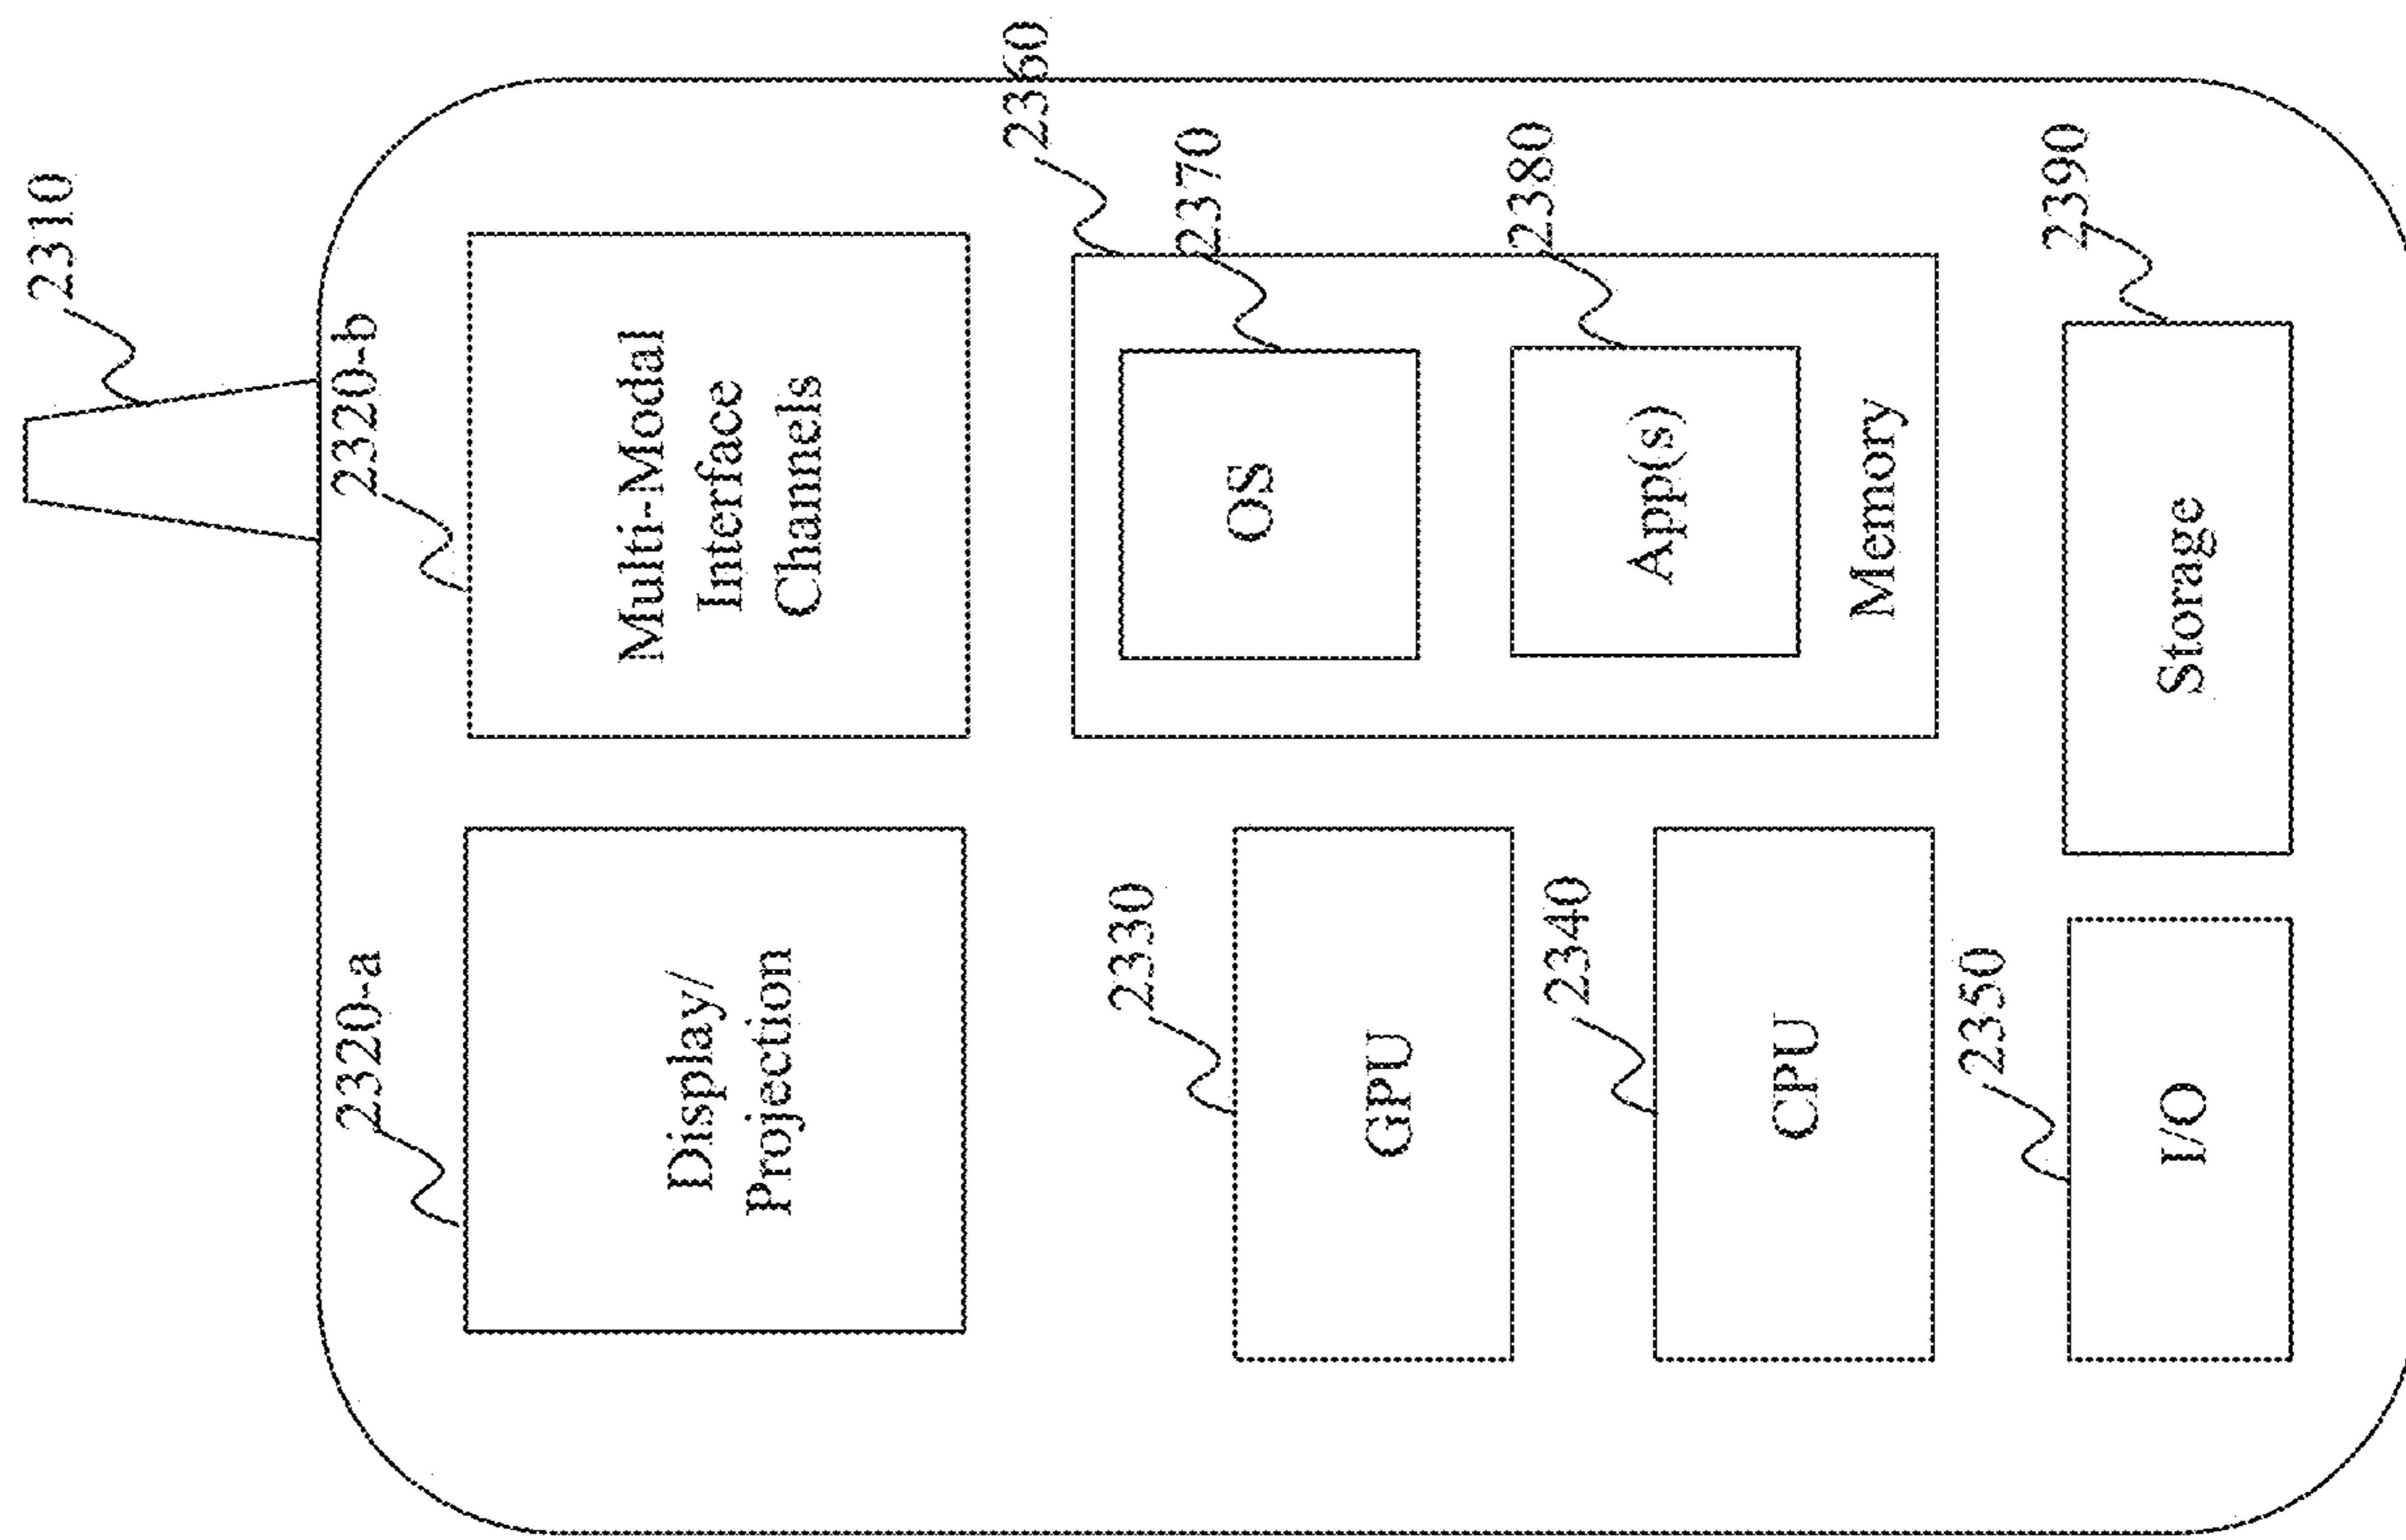 2310
2320-a
2320-b
Display/
Projection
Multi-Modal
Interface
Channels
2360
2330
GPU
2370
OS
2340
CPU
2380
App(s)
Memory
2350
I/O
2390
Storage